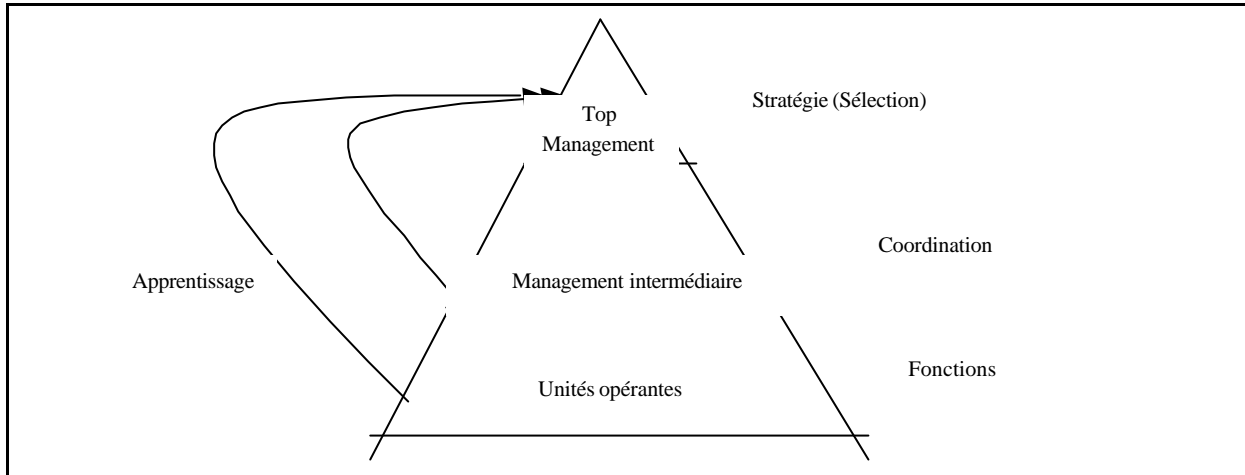 Stratégie (Sélection)
Top
Management
Coordination
Apprentissage
Management intermédiaire
Fonctions
Unités opérantes